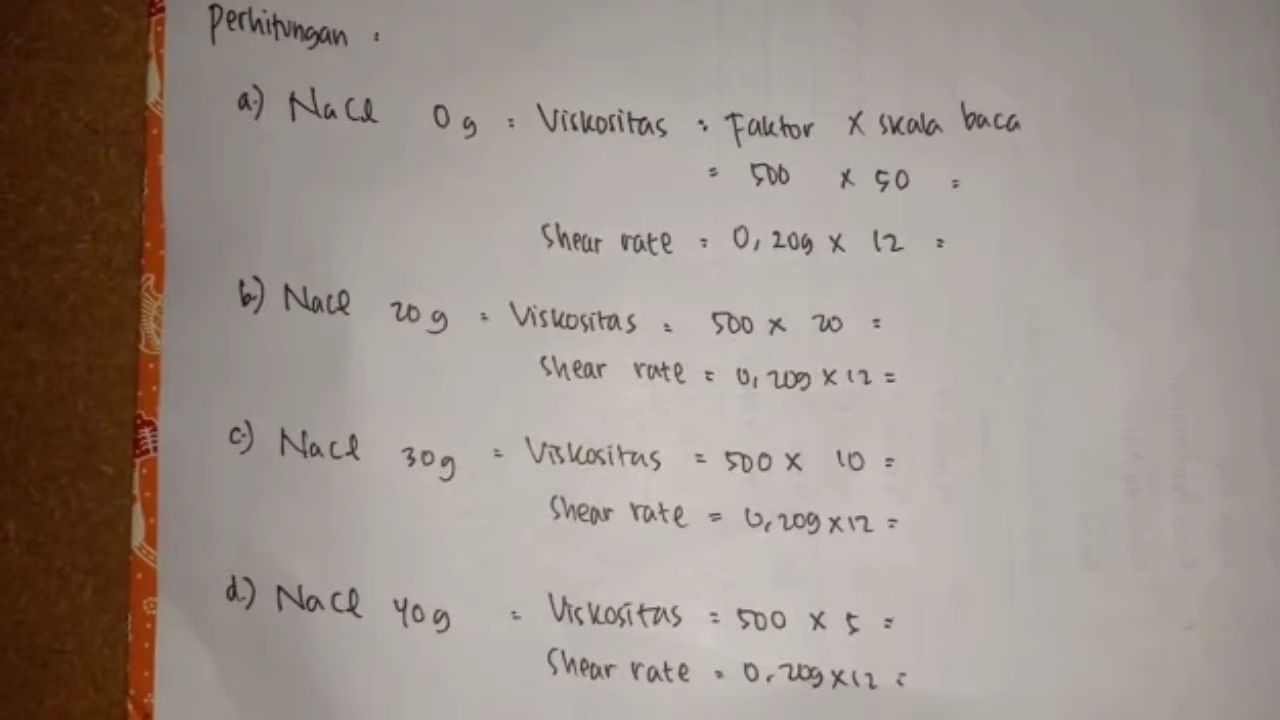 Perhitungan :
a.) NaCl 0 g : Viskositas : Faktor x skala baca
= 500 x 50 =
Shear rate = 0,209 x 12 =
b.) NaCl 20 g : Viskositas = 500 x 20 =
Shear rate = 0,209 x 12 =
c.) NaCl 30 g = Viskositas = 500 x 10 =
Shear rate = 0,209 x 12 =
d.) NaCl 40 g = Viskositas = 500 x 5 =
Shear rate = 0,209 x 12 =